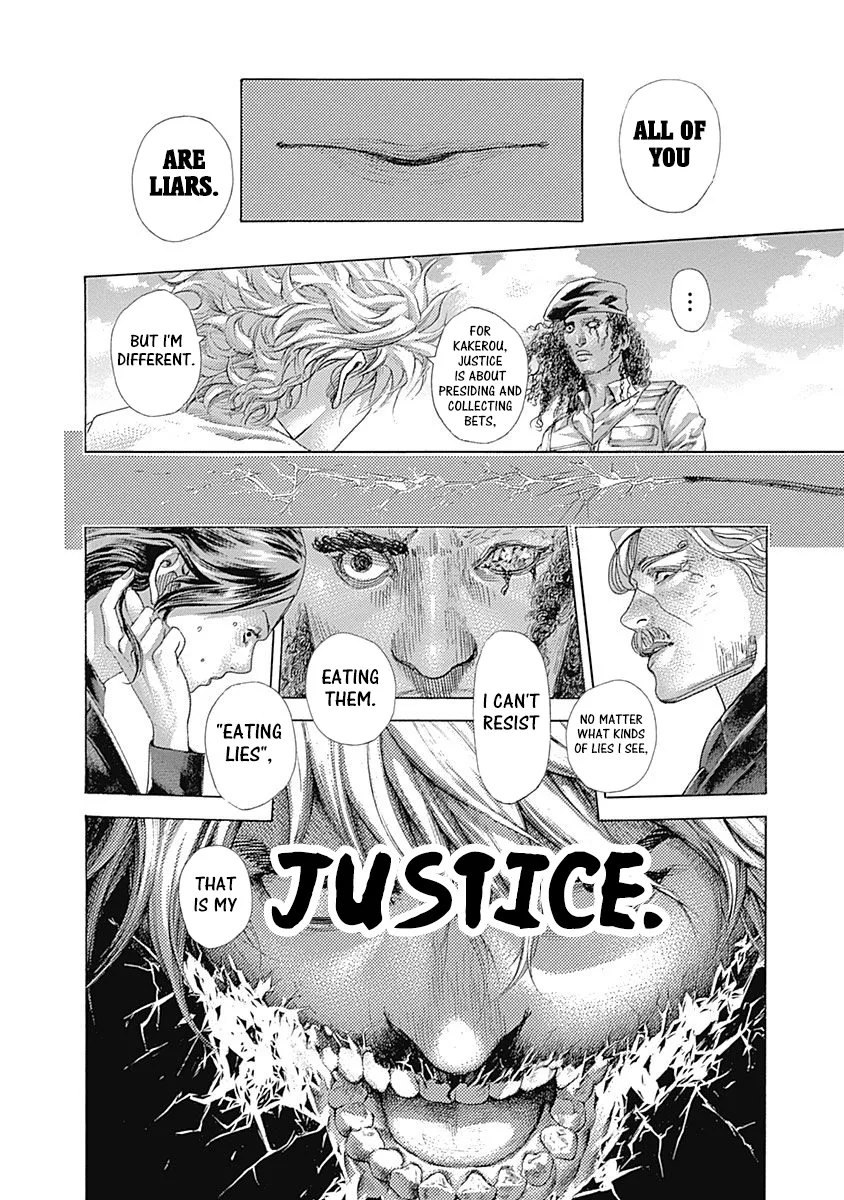 ALL OF
YOU
ARE
LIARS.
...
FOR
KAKEROU,
JUSTICE
IS ABOUT
PRESIDING AND
COLLECTING
BETS,
BUT I'M
DIFFERENT.
NO MATTER
WHAT KINDS
OF LIES I SEE,
I CAN'T
RESIST
EATING
THEM.
"EATING
LIES",
THAT
IS MY
JUSTICE.